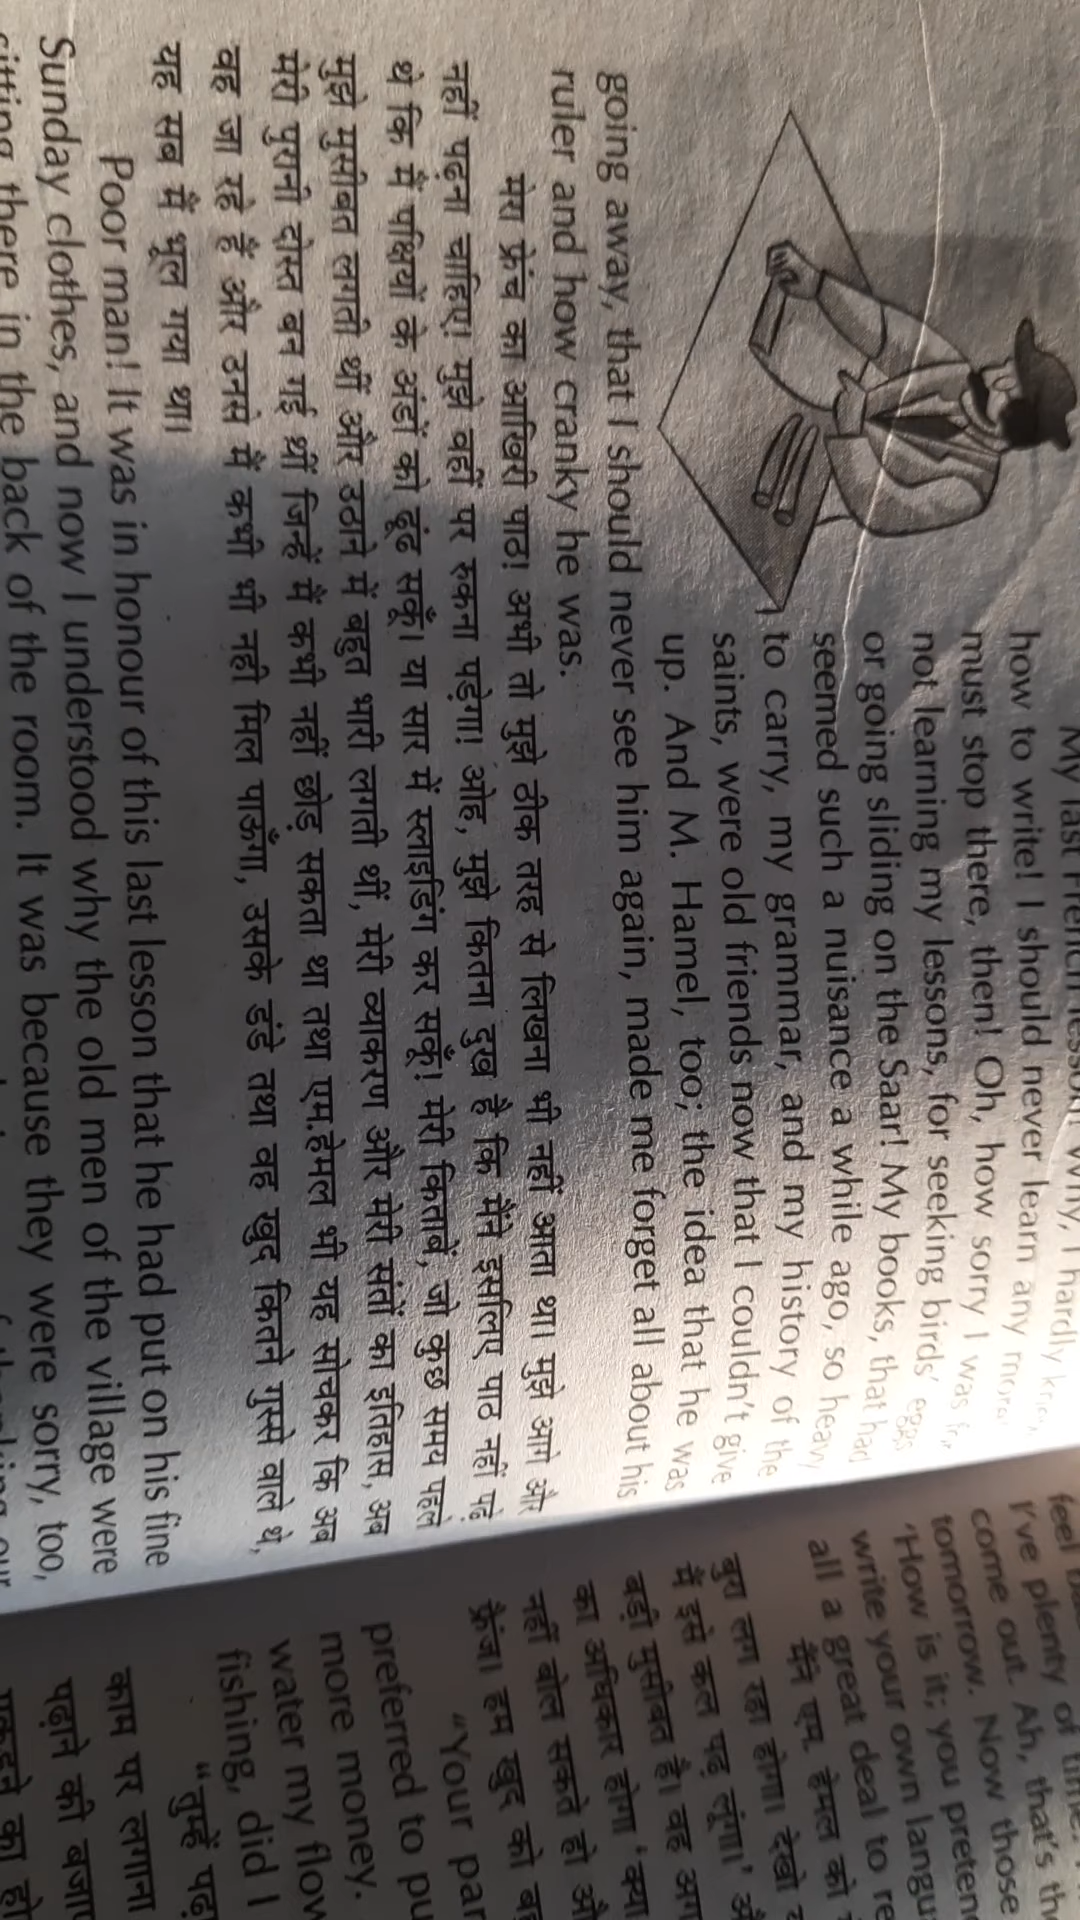 My last French lesson! Why, I hardly
how to write! I should never learn any
must stop there, then! Oh, how sorry I was
not learning my lessons, for seeking birds' eggs
or going sliding on the Saar! My books, that had
seemed such a nuisance a while ago, so heavy
to carry, my grammar, and my history of the
saints, were old friends now that I couldn't give
up. And M. Hamel, too; the idea that he was
going away, that I should never see him again, made me forget all about his
ruler and how cranky he was.
मेरा फ्रेंच का आखिरी पाठ! अभी तो मुझे ठीक तरह से लिखना भी नहीं आता था। मुझे आगे और
नहीं पढ़ना चाहिए! मुझे वहीं पर रुकना पड़ेगा! ओह, मुझे कितना दुख है कि मैंने इसलिए पाठ नहीं पढ़े
थे कि मैं पक्षियों के अंडों को ढूंढ सकूँ। या सार में स्लाइडिंग कर सकूँ! मेरी किताबें, जो कुछ समय पहले
मुझे मुसीबत लगती थीं और उठाने में बहुत भारी लगती थीं, मेरी व्याकरण और मेरी संतों का इतिहास, अब
मेरी पुरानी दोस्त बन गई थीं जिन्हें मैं कभी नहीं छोड़ सकता था तथा एम.हेमल भी यह सोचकर कि अब
वह जा रहे हैं और उनसे मैं कभी भी नही मिल पाऊँगा, उसके डंडे तथा वह खुद कितने गुस्से वाले थे,
यह सब मैं भूल गया था।
Poor man! It was in honour of this last lesson that he had put on his fine
Sunday clothes, and now I understood why the old men of the village were
sitting there in the back of the room. It was because they were sorry, too,
feel
I've plenty of time.
come out. Ah, that's the
tomorrow. Now those
'How is it; you preten
write your own langu
all a great deal to re
मैंने एम. हेमल को
बुरा लग रहा होगा। देखो
मैं इसे कल पढ़ लूंगा।'
बड़ी मुसीबत है। वह
का अधिकार होगा 'क्या
नहीं बोल सकते हो औ
फ्रैंज। हम खुद को
"Your par
preferred to pu
more money.
water my flow
fishing, did I
"तुम्हें पढ़
काम पर लगाना
पढ़ाने की बजाए